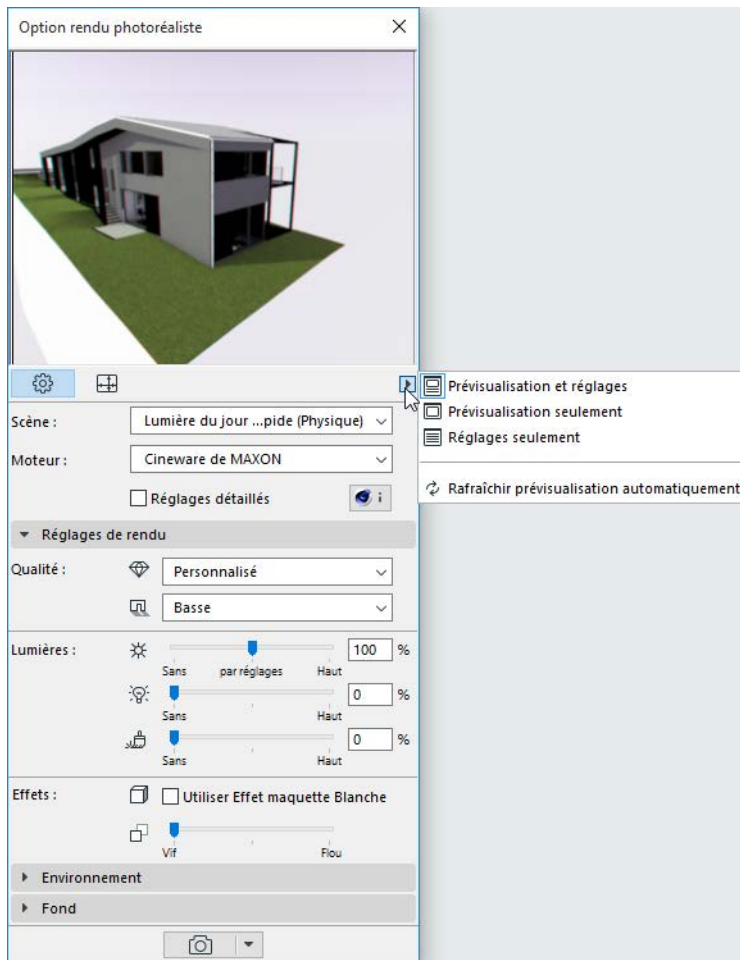 Option rendu photoréaliste
Prévisualisation et réglages
Prévisualisation seulement
Réglages seulement
Rafraîchir prévisualisation automatiquement
Scène :
Lumière du jour ...pide (Physique)
Moteur :
Cineware de MAXON
Réglages détaillés
i
Réglages de rendu
Qualité :
Personnalisé
Basse
Lumières :
100 %
Sans par réglages Haut
0 %
Sans Haut
0 %
Sans Haut
Effets :
Utiliser Effet maquette Blanche
Vif Flou
Environnement
Fond